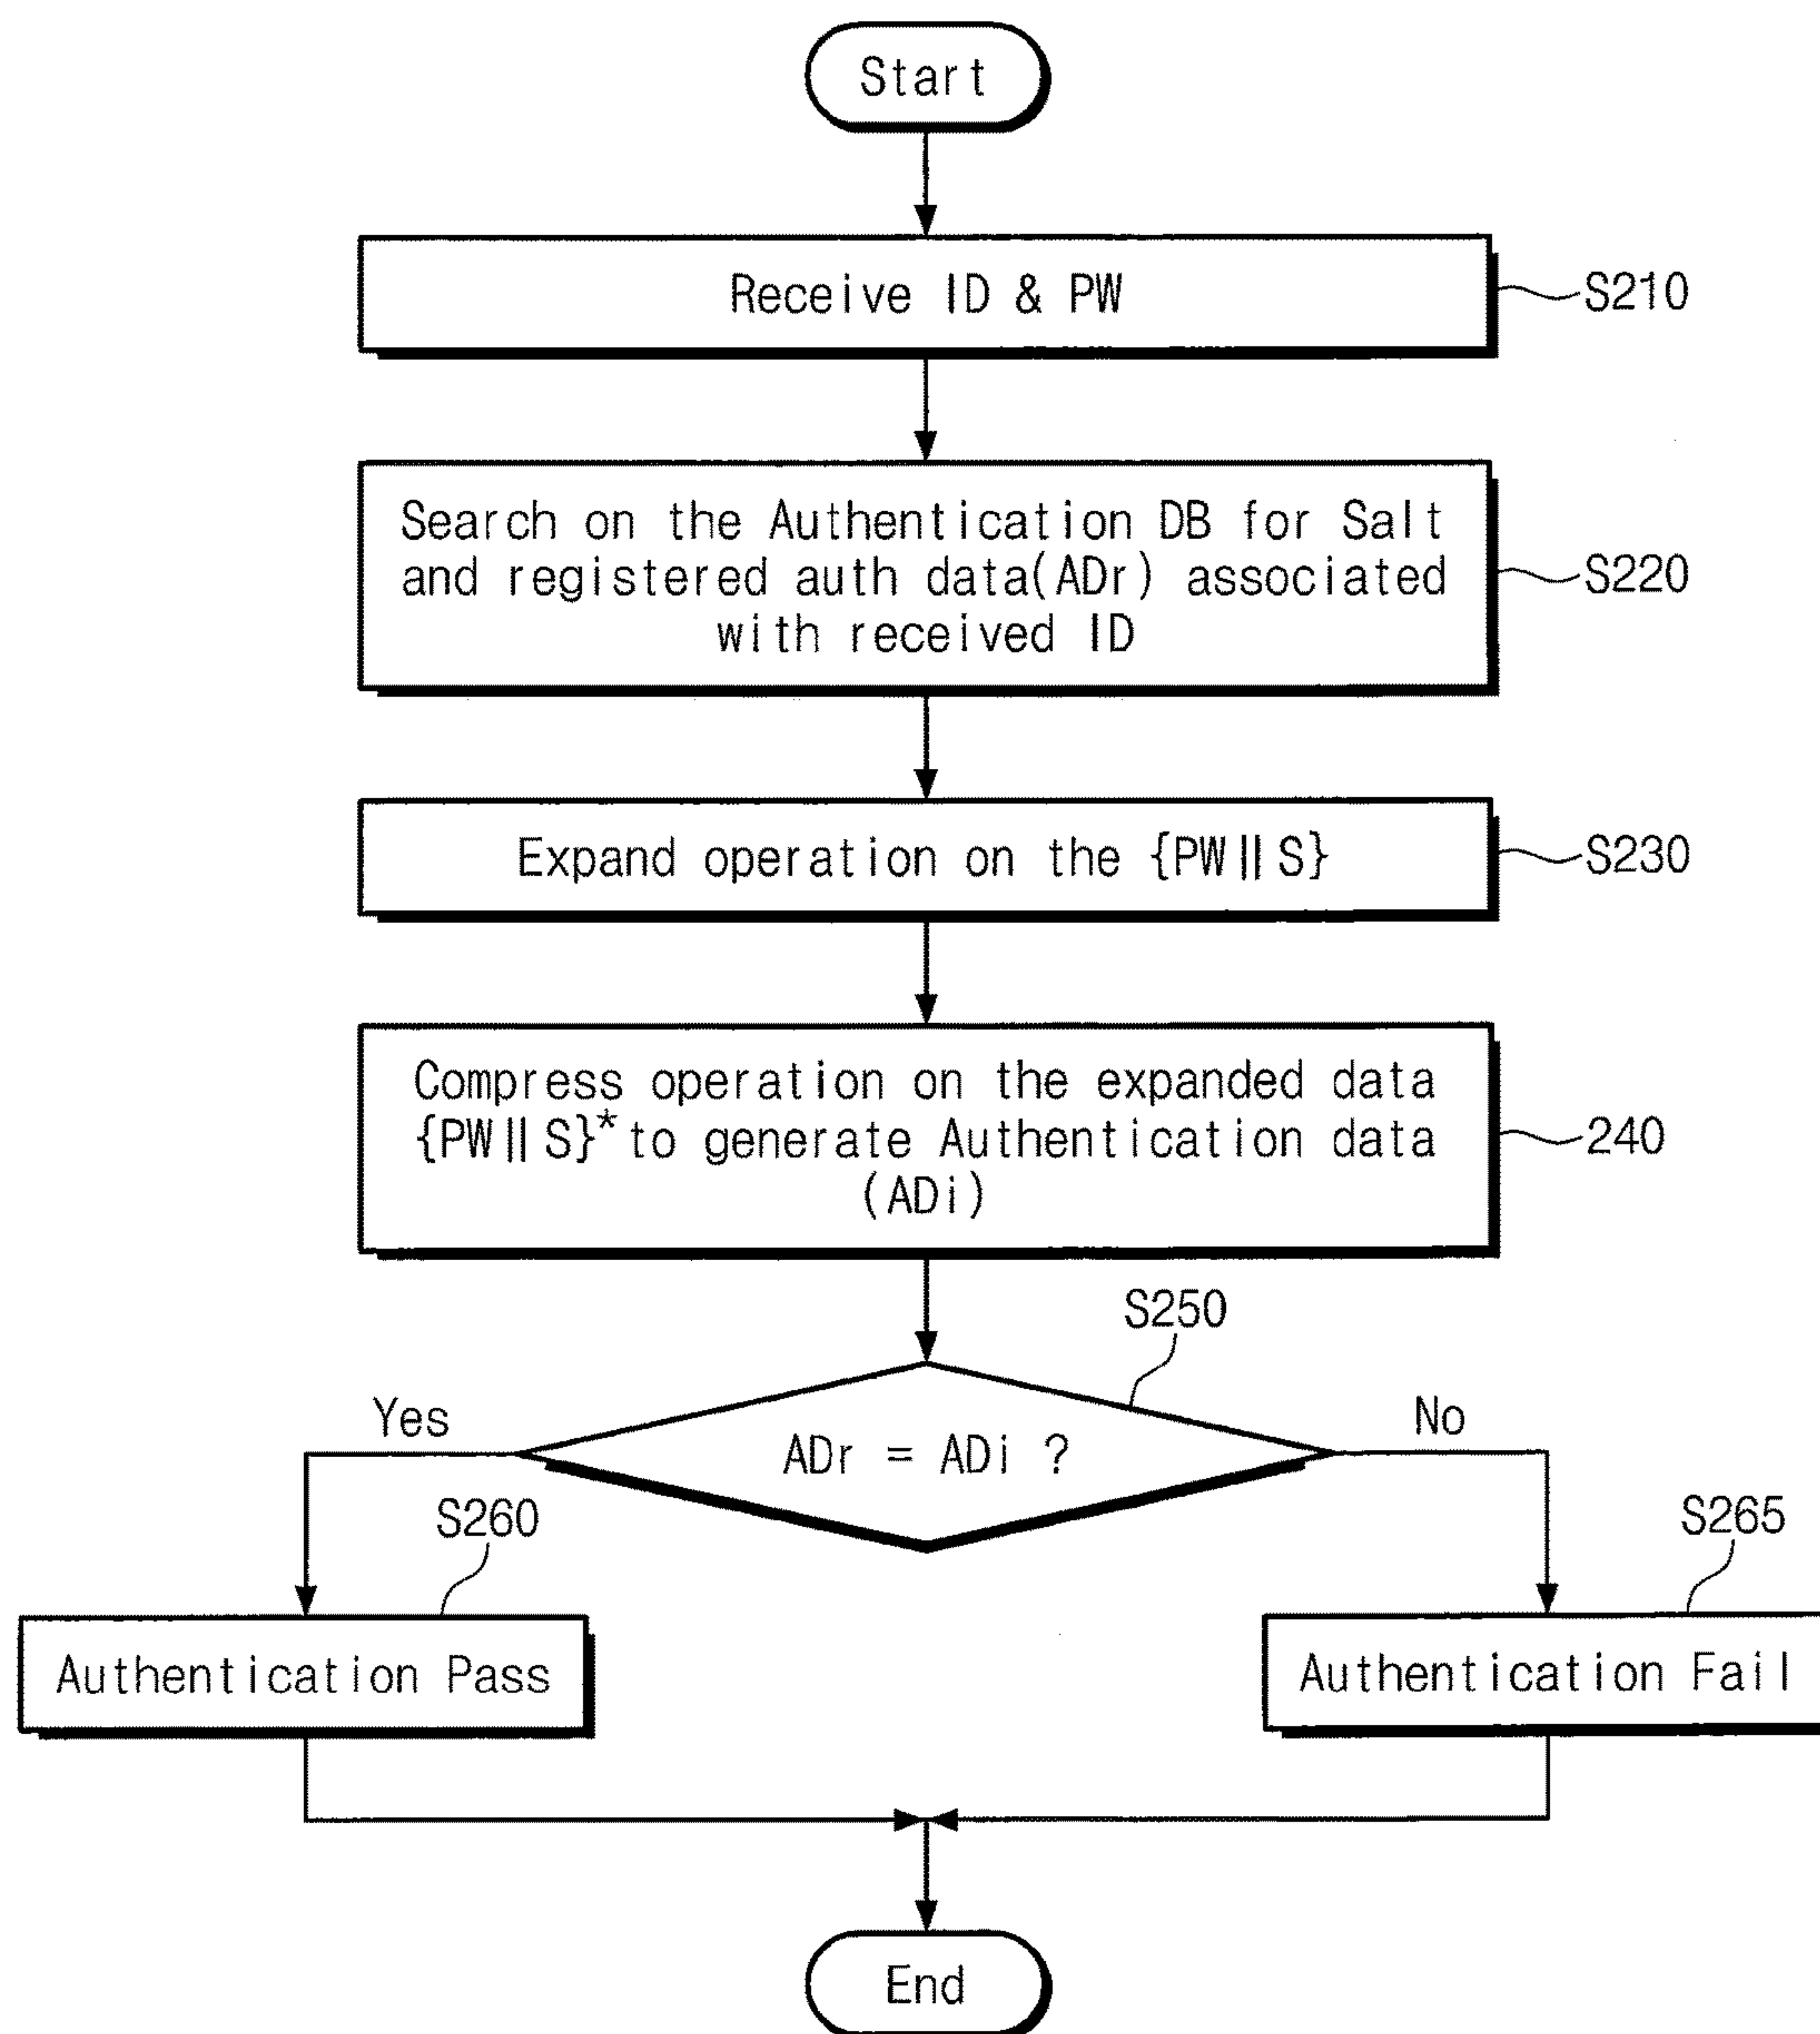 Start
Receive ID & PW
S210
Search on the Authentication DB for Salt
and registered auth data(ADr) associated
with received ID
S220
Expand operation on the {PW||S}
S230
Compress operation on the expanded data
{PW||S}* to generate Authentication data
(ADi)
240
S250
Yes
ADr = ADi ?
No
S260
S265
Authentication Pass
Authentication Fail
End